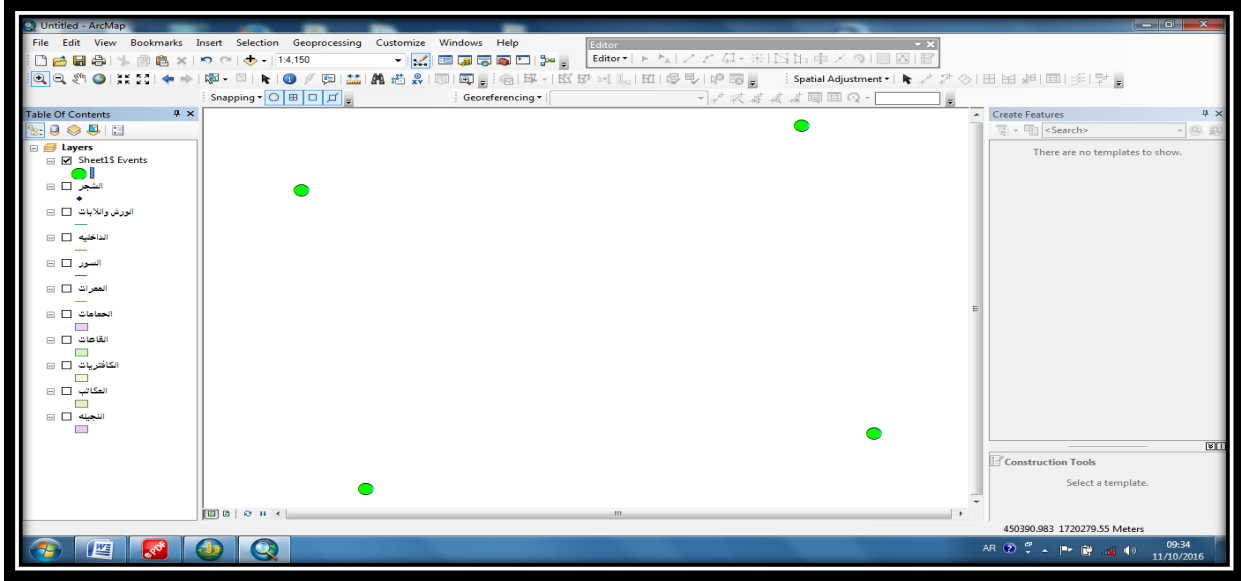 Untitled - ArcMap
File Edit View Bookmarks Insert Selection Geoprocessing Customize Windows Help
Editor
1:4,150
Editor
Spatial Adjustment
Snapping
Georeferencing
Table Of Contents
Create Features
<Search>
There are no templates to show.
Layers
Sheet1$ Events
الشجر
الورش واللابات
الداخليه
السور
الممرات
الحمامات
القاعات
الكافتريات
المكاتب
النجيله
Construction Tools
Select a template.
450390.983 1720279.55 Meters
AR
09:34
11/10/2016